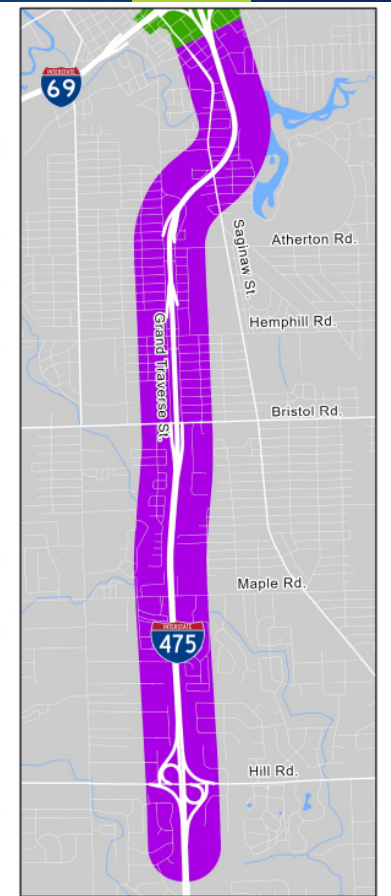 INTERSTATE
69
Atherton Rd.
Saginaw St.
Hemphill Rd.
Grand Traverse St.
Bristol Rd.
Maple Rd.
INTERSTATE
475
Hill Rd.